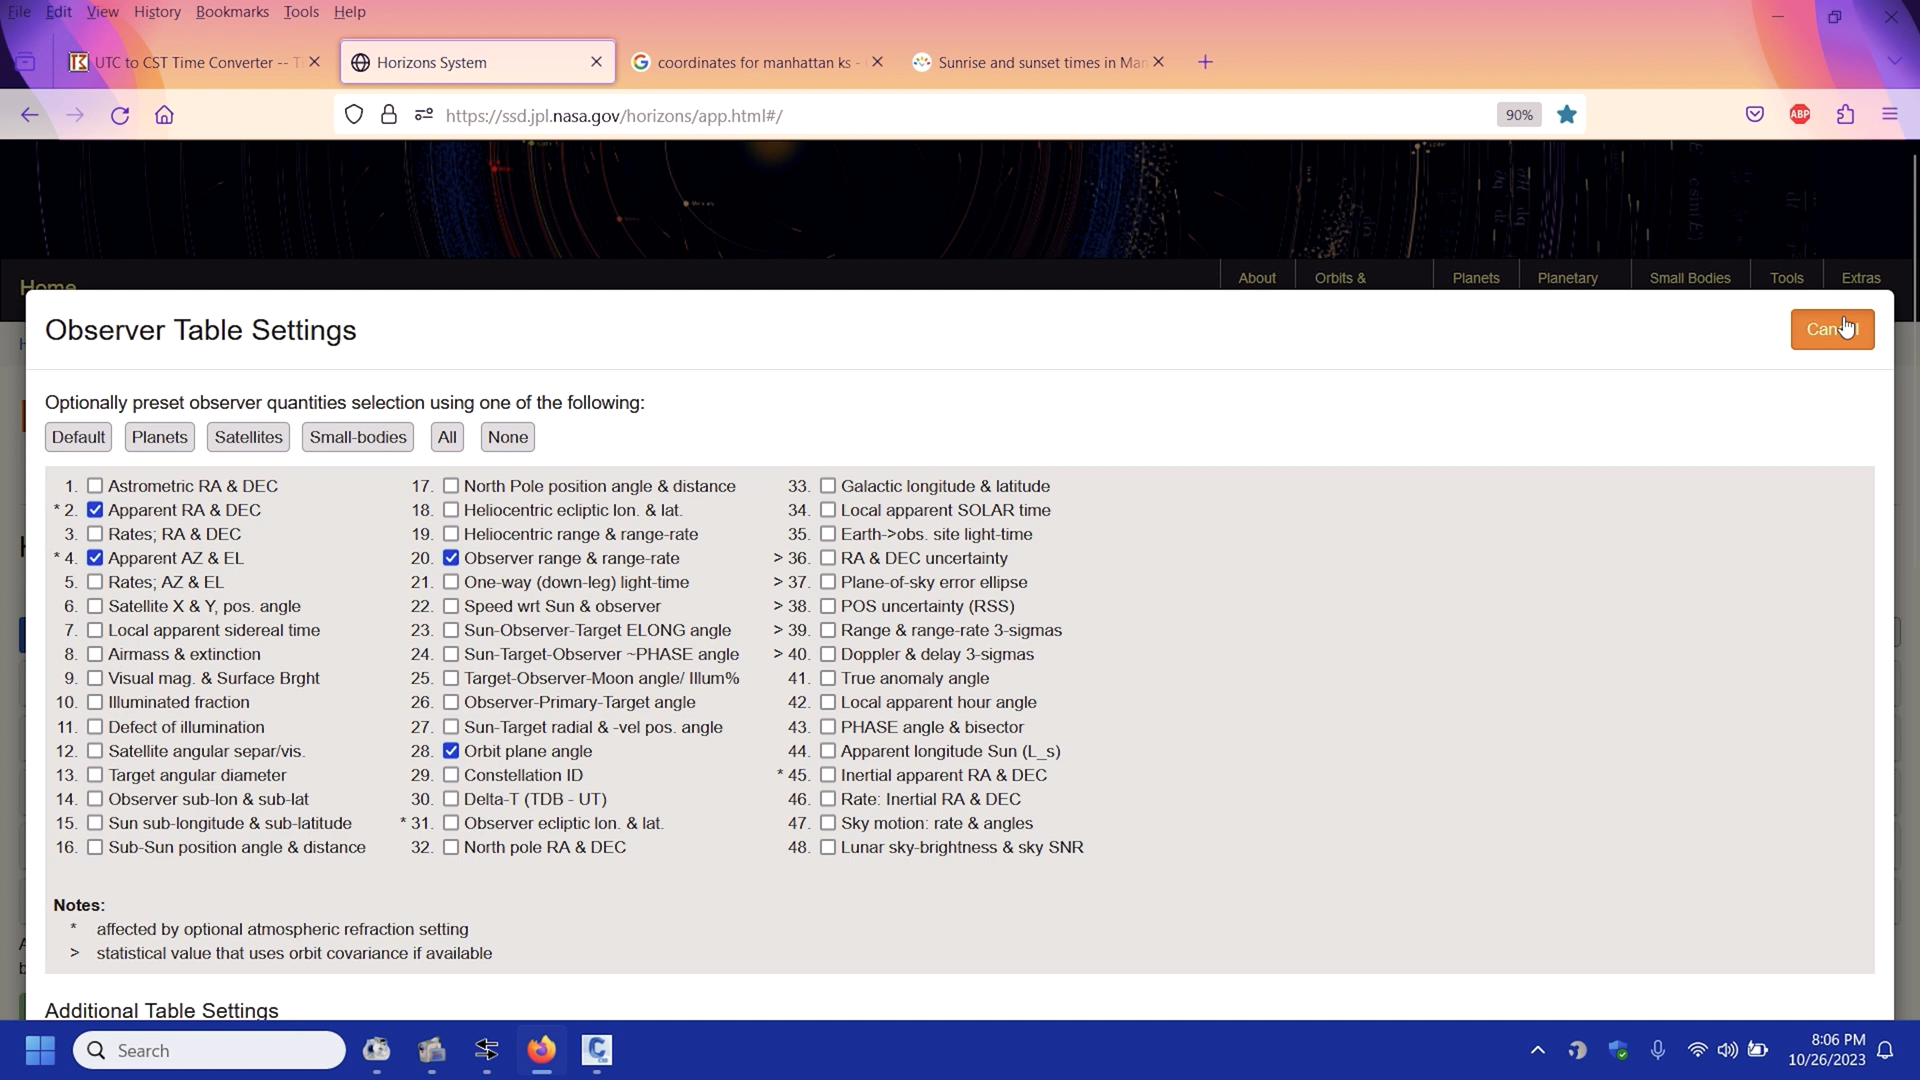 File Edit View History Bookmarks Tools Help
UTC to CST Time Converter -- Ti
Horizons System
coordinates for manhattan ks -
Sunrise and sunset times in Man
https://ssd.jpl.nasa.gov/horizons/app.html#/
90%
ABP
Home
About
Orbits &
Planets
Planetary
Small Bodies
Tools
Extras
Observer Table Settings
Optionally preset observer quantities selection using one of the following:
Default Planets Satellites Small-bodies All None
1. Astrometric RA & DEC
* 2. Apparent RA & DEC
3. Rates; RA & DEC
* 4. Apparent AZ & EL
5. Rates; AZ & EL
6. Satellite X & Y, pos. angle
7. Local apparent sidereal time
8. Airmass & extinction
9. Visual mag. & Surface Brght
10. Illuminated fraction
11. Defect of illumination
12. Satellite angular separ/vis.
13. Target angular diameter
14. Observer sub-lon & sub-lat
15. Sun sub-longitude & sub-latitude
16. Sub-Sun position angle & distance
17. North Pole position angle & distance
18. Heliocentric ecliptic lon. & lat.
19. Heliocentric range & range-rate
20. Observer range & range-rate
21. One-way (down-leg) light-time
22. Speed wrt Sun & observer
23. Sun-Observer-Target ELONG angle
24. Sun-Target-Observer ~PHASE angle
25. Target-Observer-Moon angle/ Illum%
26. Observer-Primary-Target angle
27. Sun-Target radial & -vel pos. angle
28. Orbit plane angle
29. Constellation ID
30. Delta-T (TDB - UT)
* 31. Observer ecliptic lon. & lat.
32. North pole RA & DEC
33. Galactic longitude & latitude
34. Local apparent SOLAR time
35. Earth->obs. site light-time
> 36. RA & DEC uncertainty
> 37. Plane-of-sky error ellipse
> 38. POS uncertainty (RSS)
> 39. Range & range-rate 3-sigmas
> 40. Doppler & delay 3-sigmas
41. True anomaly angle
42. Local apparent hour angle
43. PHASE angle & bisector
44. Apparent longitude Sun (L_s)
* 45. Inertial apparent RA & DEC
46. Rate: Inertial RA & DEC
47. Sky motion: rate & angles
48. Lunar sky-brightness & sky SNR
Notes:
* affected by optional atmospheric refraction setting
> statistical value that uses orbit covariance if available
Additional Table Settings
Search
8:06 PM
10/26/2023